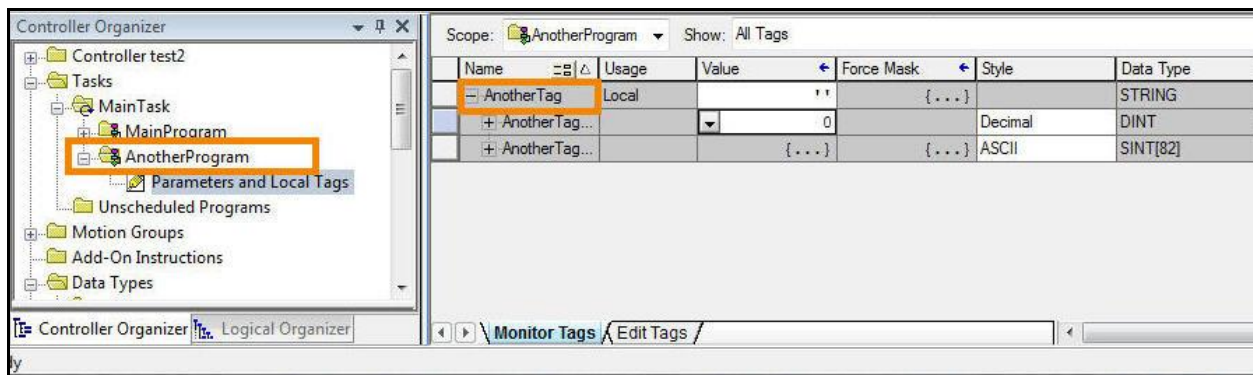 Controller Organizer
Controller test2
Tasks
MainTask
MainProgram
AnotherProgram
Parameters and Local Tags
Unscheduled Programs
Motion Groups
Add-On Instructions
Data Types
Controller Organizer Logical Organizer
Scope: AnotherProgram Show: All Tags
Name Usage Value Force Mask Style Data Type
AnotherTag Local '' {...} STRING
AnotherTag... 0 Decimal DINT
AnotherTag... {...} {...} ASCII SINT[82]
Monitor Tags Edit Tags